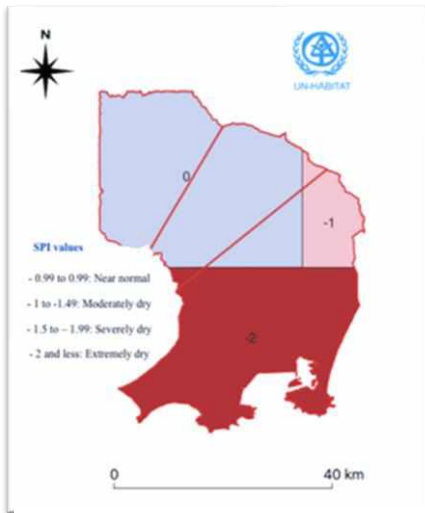 N
UN-HABITAT
0
-1
SPI values
- 0.99 to 0.99: Near normal
- 1 to -1.49: Moderately dry
- 1.5 to – 1.99: Severely dry
- 2 and less: Extremely dry
-2
0 40 km